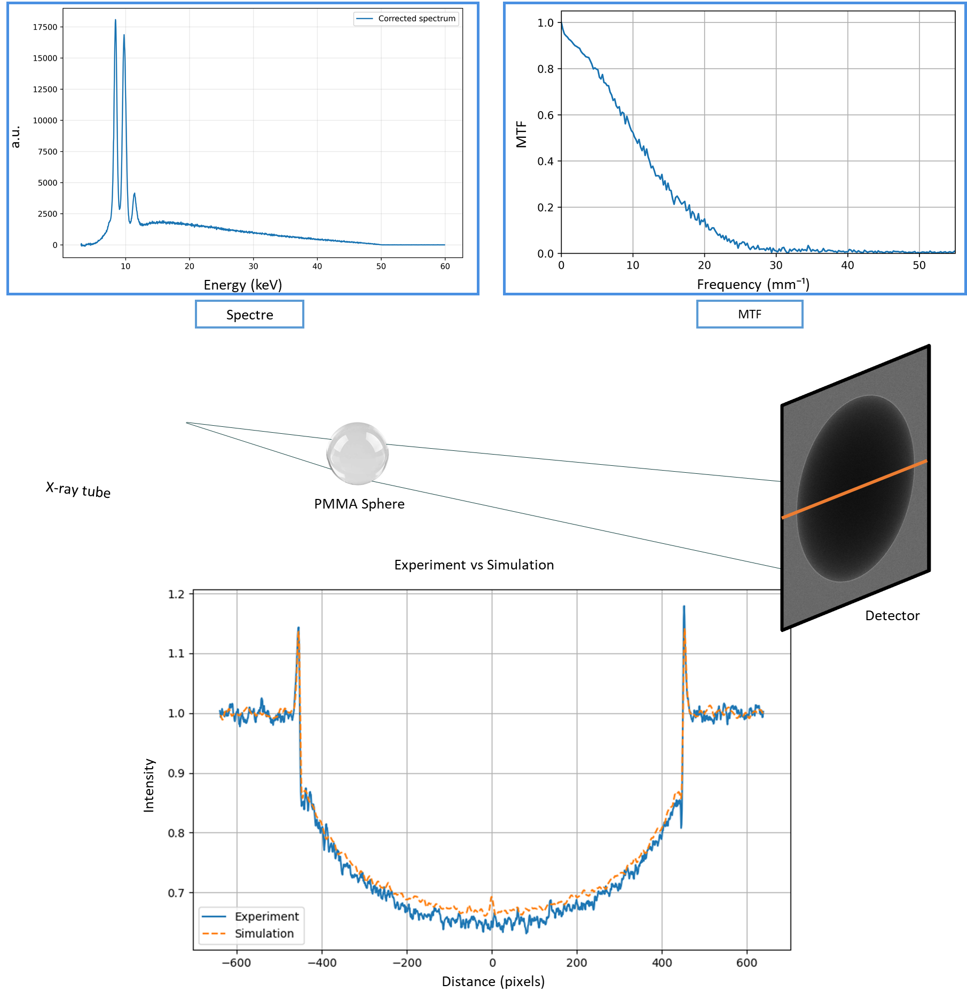 Corrected spectrum
17500
15000
12500
10000
7500
5000
2500
0
a.u.
10 20 30 40 50 60
Energy (keV)
Spectre
1.0
0.8
0.6
0.4
0.2
0.0
MTF
0 10 20 30 40 50
Frequency (mm⁻¹)
MTF
X-ray tube
PMMA Sphere
Detector
Experiment vs Simulation
1.2
1.1
1.0
0.9
0.8
0.7
Intensity
Experiment
Simulation
−600 −400 −200 0 200 400 600
Distance (pixels)